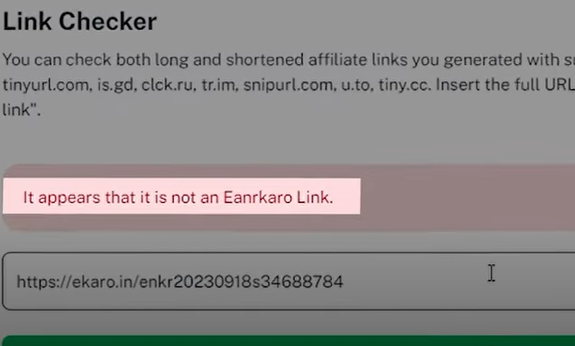 Link Checker
You can check both long and shortened affiliate links you generated with
tinyurl.com, is.gd, clck.ru, tr.im, snipurl.com, u.to, tiny.cc. Insert the full URL
link".
It appears that it is not an Eanrkaro Link.
https://ekaro.in/enkr20230918s34688784